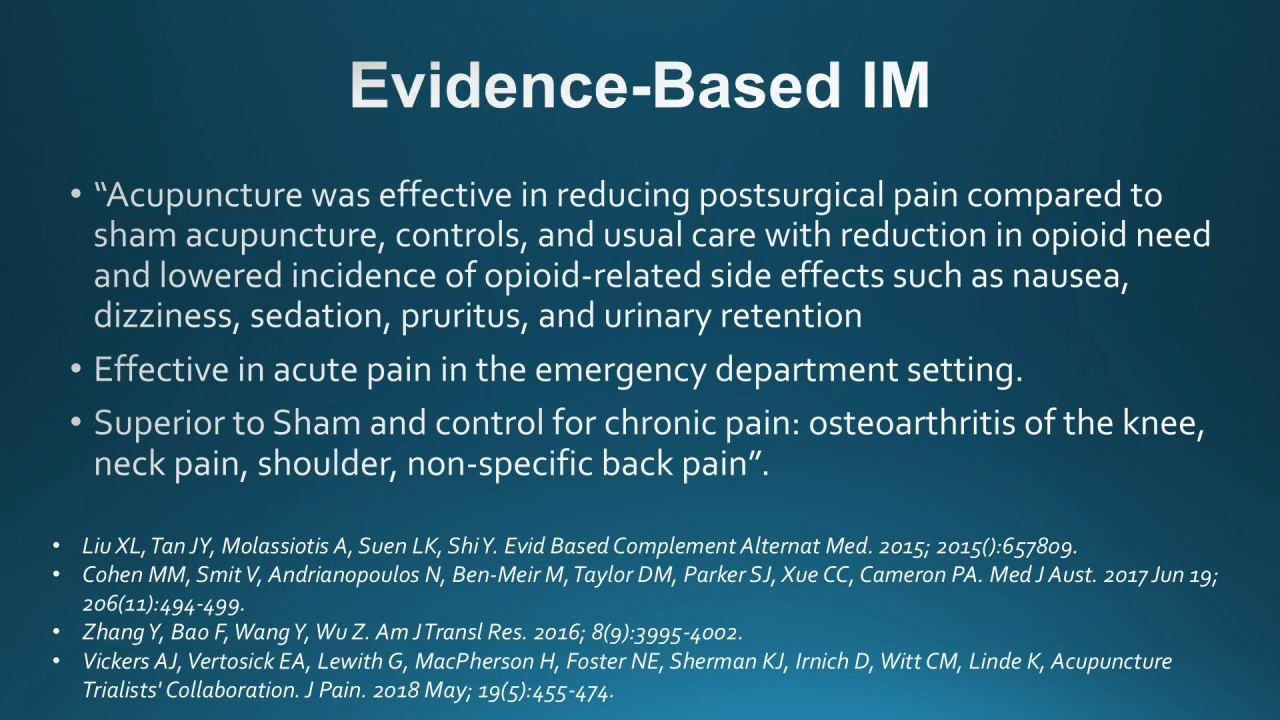 Evidence-Based IM
• “Acupuncture was effective in reducing postsurgical pain compared to
sham acupuncture, controls, and usual care with reduction in opioid need
and lowered incidence of opioid-related side effects such as nausea,
dizziness, sedation, pruritus, and urinary retention
• Effective in acute pain in the emergency department setting.
• Superior to Sham and control for chronic pain: osteoarthritis of the knee,
neck pain, shoulder, non-specific back pain”.
• Liu XL, Tan JY, Molassiotis A, Suen LK, Shi Y. Evid Based Complement Alternat Med. 2015; 2015():657809.
• Cohen MM, Smit V, Andrianopoulos N, Ben-Meir M, Taylor DM, Parker SJ, Xue CC, Cameron PA. Med J Aust. 2017 Jun 19;
206(11):494-499.
• Zhang Y, Bao F, Wang Y, Wu Z. Am J Transl Res. 2016; 8(9):3995-4002.
• Vickers AJ, Vertosick EA, Lewith G, MacPherson H, Foster NE, Sherman KJ, Irnich D, Witt CM, Linde K, Acupuncture
Trialists' Collaboration. J Pain. 2018 May; 19(5):455-474.